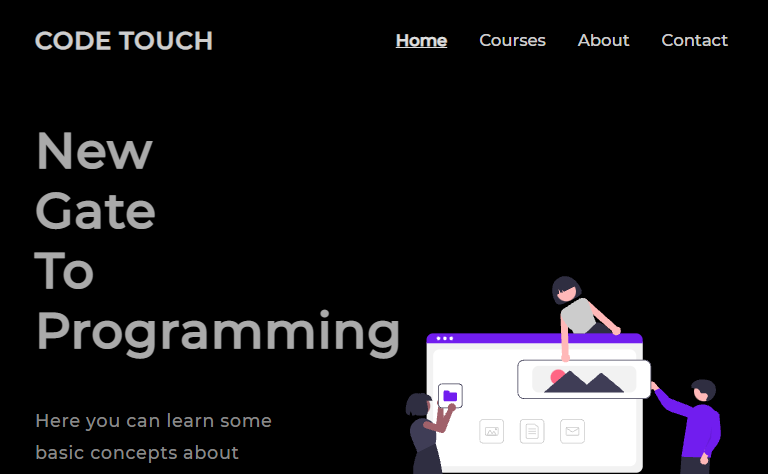 CODE TOUCH
Home Courses About Contact
New
Gate
To
Programming
Here you can learn some
basic concepts about